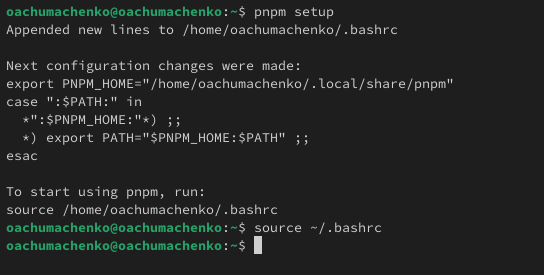 oachumachenko@oachumachenko:~$ pnpm setup
Appended new lines to /home/oachumachenko/.bashrc

Next configuration changes were made:
export PNPM_HOME="/home/oachumachenko/.local/share/pnpm"
case ":$PATH:" in
  *":$PNPM_HOME:"*) ;;
  *) export PATH="$PNPM_HOME:$PATH" ;;
esac

To start using pnpm, run:
source /home/oachumachenko/.bashrc
oachumachenko@oachumachenko:~$ source ~/.bashrc
oachumachenko@oachumachenko:~$